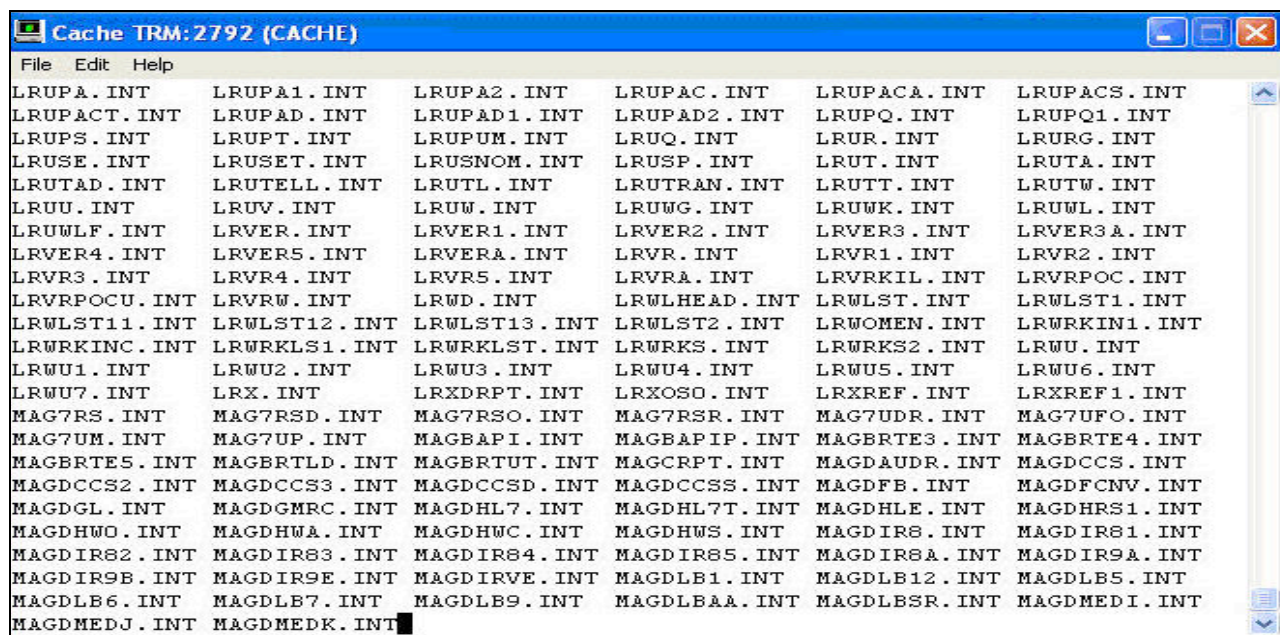 Cache TRM:2792 (CACHE)
File Edit Help
LRUPA.INT LRUPA1.INT LRUPA2.INT LRUPAC.INT LRUPACA.INT LRUPACS.INT
LRUPACT.INT LRUPAD.INT LRUPAD1.INT LRUPAD2.INT LRUPQ.INT LRUPQ1.INT
LRUPS.INT LRUPT.INT LRUPUM.INT LRUQ.INT LRUR.INT LRURG.INT
LRUSE.INT LRUSET.INT LRUSNOM.INT LRUSP.INT LRUT.INT LRUTA.INT
LRUTAD.INT LRUTELL.INT LRUTL.INT LRUTRAN.INT LRUTT.INT LRUTW.INT
LRUU.INT LRUV.INT LRUW.INT LRUWG.INT LRUWK.INT LRUWL.INT
LRUWLF.INT LRVER.INT LRVER1.INT LRVER2.INT LRVER3.INT LRVER3A.INT
LRVER4.INT LRVER5.INT LRVERA.INT LRVR.INT LRVR1.INT LRVR2.INT
LRVR3.INT LRVR4.INT LRVR5.INT LRVRA.INT LRVRKIL.INT LRVRPOC.INT
LRVRPOCU.INT LRVRW.INT LRWD.INT LRWLHEAD.INT LRWLST.INT LRWLST1.INT
LRWLST11.INT LRWLST12.INT LRWLST13.INT LRWLST2.INT LRWOMEN.INT LRWRKIN1.INT
LRWRKINC.INT LRWRKLS1.INT LRWRKLST.INT LRWRKS.INT LRWRKS2.INT LRWU.INT
LRWU1.INT LRWU2.INT LRWU3.INT LRWU4.INT LRWU5.INT LRWU6.INT
LRWU7.INT LRX.INT LRXDRPT.INT LRXOS0.INT LRXREF.INT LRXREF1.INT
MAG7RS.INT MAG7RSD.INT MAG7RSO.INT MAG7RSR.INT MAG7UDR.INT MAG7UFO.INT
MAG7UM.INT MAG7UP.INT MAGBAPI.INT MAGBAPIP.INT MAGBRTE3.INT MAGBRTE4.INT
MAGBRTE5.INT MAGBRTLD.INT MAGBRTUT.INT MAGCRPT.INT MAGDAUDR.INT MAGDCCS.INT
MAGDCCS2.INT MAGDCCS3.INT MAGDCCSD.INT MAGDCCSS.INT MAGDFB.INT MAGDFCNV.INT
MAGDGL.INT MAGDGMRC.INT MAGDHL7.INT MAGDHL7T.INT MAGDHLE.INT MAGDHRS1.INT
MAGDHW0.INT MAGDHWA.INT MAGDHWC.INT MAGDHWS.INT MAGDIR8.INT MAGDIR81.INT
MAGDIR82.INT MAGDIR83.INT MAGDIR84.INT MAGDIR85.INT MAGDIR8A.INT MAGDIR9A.INT
MAGDIR9B.INT MAGDIR9E.INT MAGDIRVE.INT MAGDLB1.INT MAGDLB12.INT MAGDLB5.INT
MAGDLB6.INT MAGDLB7.INT MAGDLB9.INT MAGDLBAA.INT MAGDLBSR.INT MAGDMEDI.INT
MAGDMEDJ.INT MAGDMEDK.INT